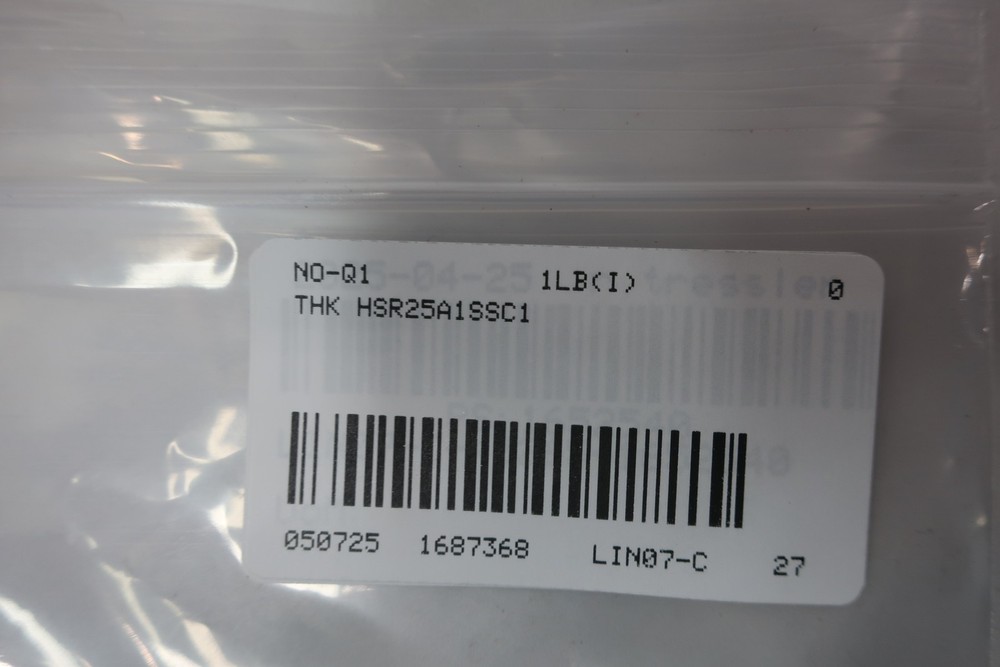 NO-Q1 1LB(I) 0
THK HSR25A1SSC1
050725 1687368 LIN07-C 27